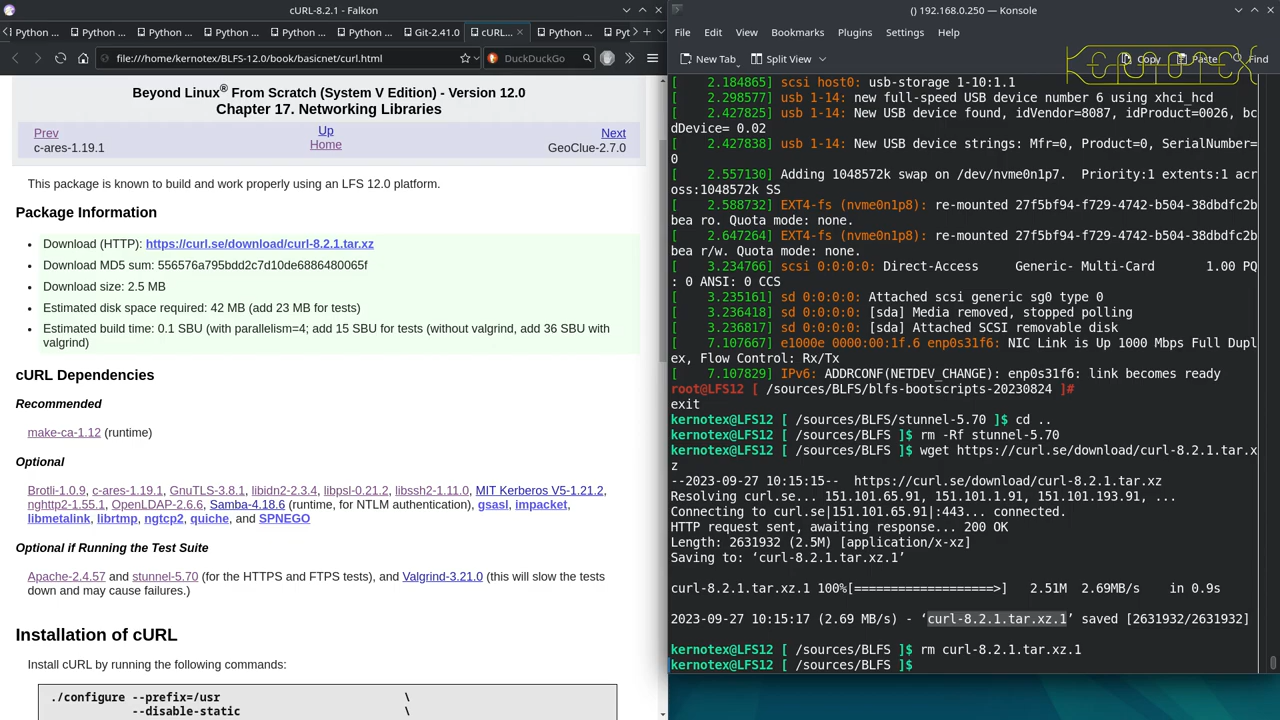 cURL-8.2.1 - Falkon
Python ...
Python ...
Python ...
Python ...
Python ...
Python ...
Git-2.41.0
cURL...
Python ...
Pyt
file:///home/kernotex/BLFS-12.0/book/basicnet/curl.html
DuckDuckGo
Beyond Linux® From Scratch (System V Edition) - Version 12.0
Chapter 17. Networking Libraries
Prev
Up
Next
c-ares-1.19.1
Home
GeoClue-2.7.0
This package is known to build and work properly using an LFS 12.0 platform.
Package Information
• Download (HTTP): https://curl.se/download/curl-8.2.1.tar.xz
• Download MD5 sum: 556576a795bdd2c7d10de6886480065f
• Download size: 2.5 MB
• Estimated disk space required: 42 MB (add 23 MB for tests)
• Estimated build time: 0.1 SBU (with parallelism=4; add 15 SBU for tests (without valgrind, add 36 SBU with
valgrind)
cURL Dependencies
Recommended
make-ca-1.12 (runtime)
Optional
Brotli-1.0.9, c-ares-1.19.1, GnuTLS-3.8.1, libidn2-2.3.4, libpsl-0.21.2, libssh2-1.11.0, MIT Kerberos V5-1.21.2,
nghttp2-1.55.1, OpenLDAP-2.6.6, Samba-4.18.6 (runtime, for NTLM authentication), gsasl, impacket,
libmetalink, librtmp, ngtcp2, quiche, and SPNEGO
Optional if Running the Test Suite
Apache-2.4.57 and stunnel-5.70 (for the HTTPS and FTPS tests), and Valgrind-3.21.0 (this will slow the tests
down and may cause failures.)
Installation of cURL
Install cURL by running the following commands:
./configure --prefix=/usr \
--disable-static \
() 192.168.0.250 — Konsole
File Edit View Bookmarks Plugins Settings Help
New Tab
Split View
Copy
Paste
Find
Kernotex
[ 2.184865] scsi host0: usb-storage 1-10:1.1
[ 2.298577] usb 1-14: new full-speed USB device number 6 using xhci_hcd
[ 2.427825] usb 1-14: New USB device found, idVendor=8087, idProduct=0026, bc
dDevice= 0.02
[ 2.427838] usb 1-14: New USB device strings: Mfr=0, Product=0, SerialNumber=
0
[ 2.557130] Adding 1048572k swap on /dev/nvme0n1p7. Priority:1 extents:1 acr
oss:1048572k SS
[ 2.588732] EXT4-fs (nvme0n1p8): re-mounted 27f5bf94-f729-4742-b504-38dbdfc2b
bea ro. Quota mode: none.
[ 2.647264] EXT4-fs (nvme0n1p8): re-mounted 27f5bf94-f729-4742-b504-38dbdfc2b
bea r/w. Quota mode: none.
[ 3.234766] scsi 0:0:0:0: Direct-Access Generic- Multi-Card 1.00 PQ
: 0 ANSI: 0 CCS
[ 3.235161] sd 0:0:0:0: Attached scsi generic sg0 type 0
[ 3.236418] sd 0:0:0:0: [sda] Media removed, stopped polling
[ 3.236817] sd 0:0:0:0: [sda] Attached SCSI removable disk
[ 7.107667] e1000e 0000:00:1f.6 enp0s31f6: NIC Link is Up 1000 Mbps Full Dupl
ex, Flow Control: Rx/Tx
[ 7.107829] IPv6: ADDRCONF(NETDEV_CHANGE): enp0s31f6: link becomes ready
root@LFS12 [ /sources/BLFS/blfs-bootscripts-20230824 ]#
exit
kernotex@LFS12 [ /sources/BLFS/stunnel-5.70 ]$ cd ..
kernotex@LFS12 [ /sources/BLFS ]$ rm -Rf stunnel-5.70
kernotex@LFS12 [ /sources/BLFS ]$ wget https://curl.se/download/curl-8.2.1.tar.x
z
--2023-09-27 10:15:15-- https://curl.se/download/curl-8.2.1.tar.xz
Resolving curl.se... 151.101.65.91, 151.101.1.91, 151.101.193.91, ...
Connecting to curl.se|151.101.65.91|:443... connected.
HTTP request sent, awaiting response... 200 OK
Length: 2631932 (2.5M) [application/x-xz]
Saving to: ‘curl-8.2.1.tar.xz.1’
curl-8.2.1.tar.xz.1 100%[===================>] 2.51M 2.69MB/s in 0.9s
2023-09-27 10:15:17 (2.69 MB/s) - ‘curl-8.2.1.tar.xz.1’ saved [2631932/2631932]
kernotex@LFS12 [ /sources/BLFS ]$ rm curl-8.2.1.tar.xz.1
kernotex@LFS12 [ /sources/BLFS ]$